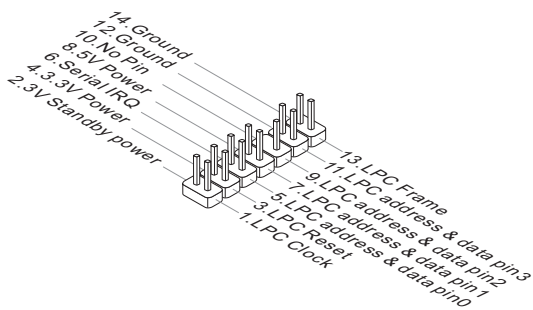 14.Ground
12.Ground
10.No Pin
8.5V Power
6.Serial IRQ
4.3.3V Power
2.3V Standby power
13.LPC Frame
11.LPC address & data pin3
9.LPC address & data pin2
7.LPC address & data pin1
5.LPC address & data pin0
3.LPC Reset
1.LPC Clock